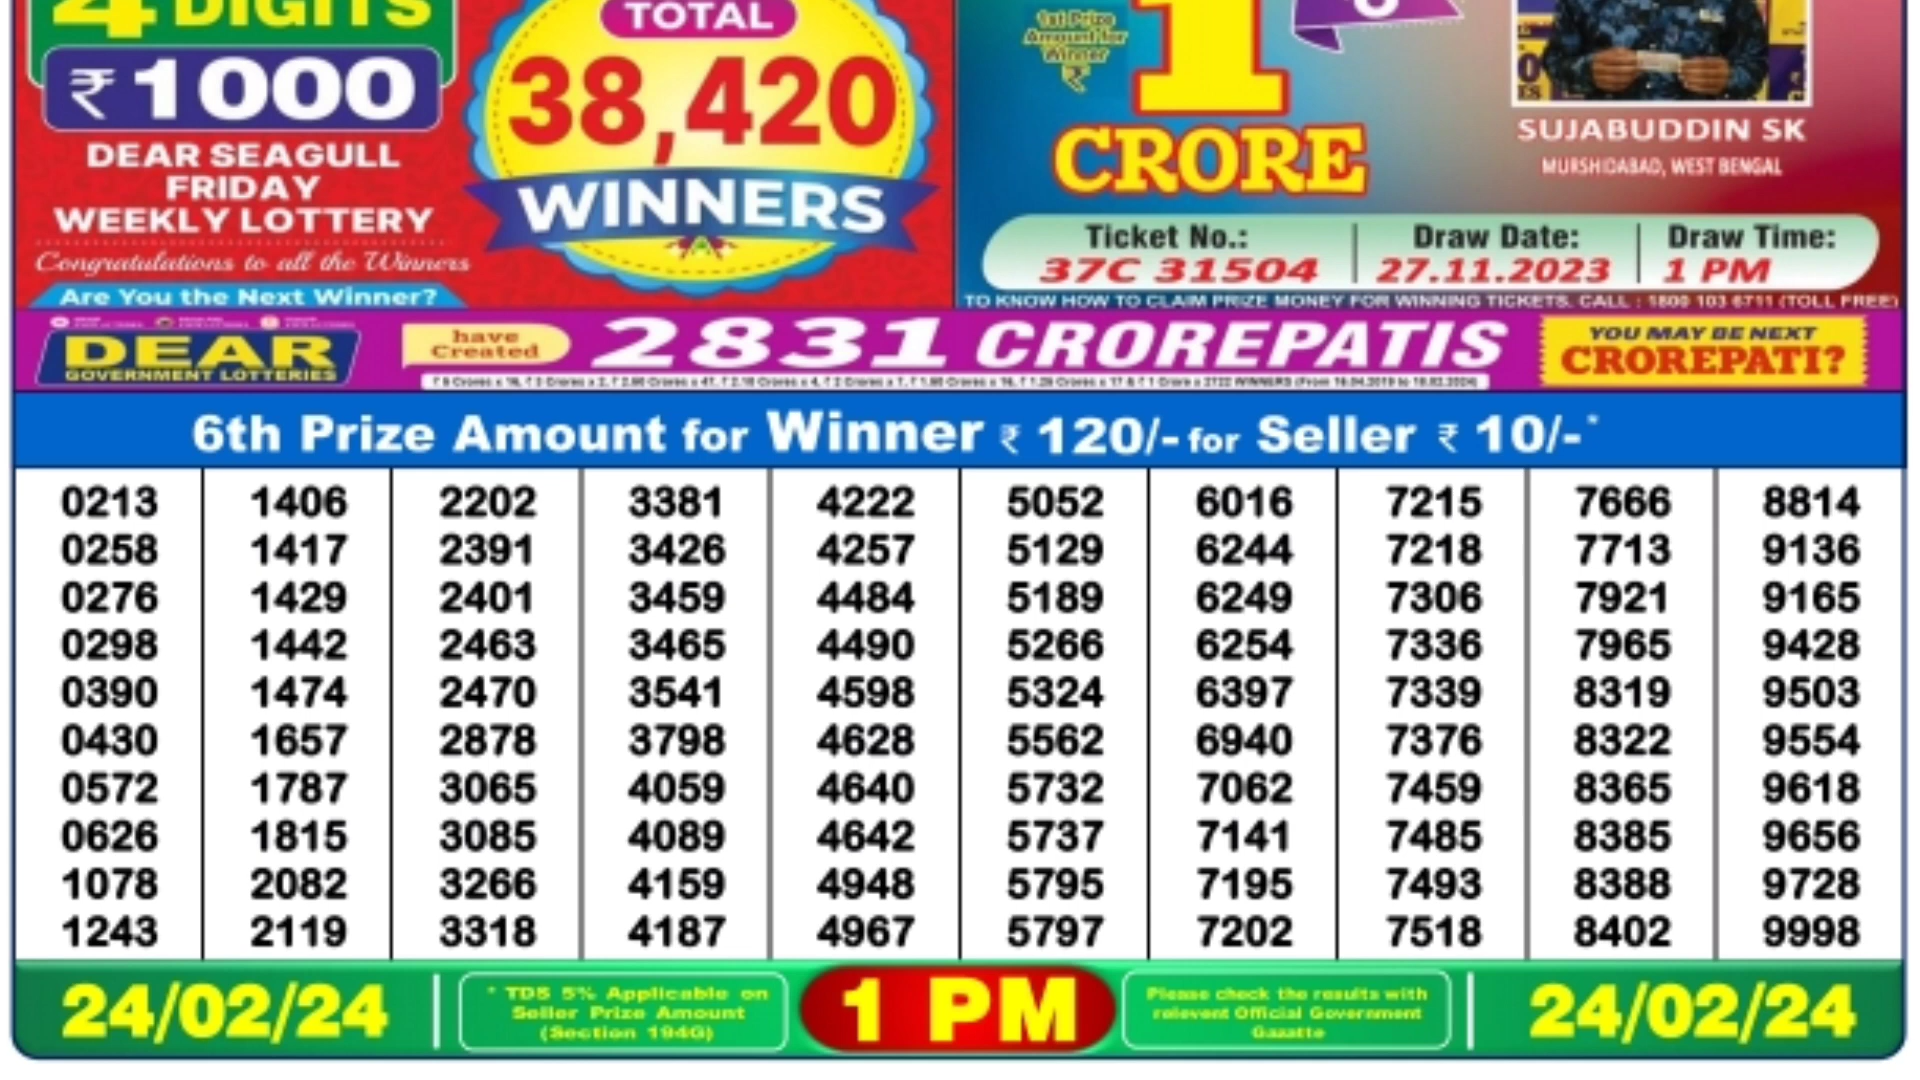 4 DIGITS
₹ 1000
DEAR SEAGULL
FRIDAY
WEEKLY LOTTERY
Congratulations to all the Winners
Are You the Next Winner?
TOTAL
38,420
WINNERS
1st Prize
Amount for
Winner
₹
1
CRORE
SUJABUDDIN SK
MURSHIDABAD, WEST BENGAL
Ticket No.: Draw Date: Draw Time:
37C 31504 27.11.2023 1 PM
TO KNOW HOW TO CLAIM PRIZE MONEY FOR WINNING TICKETS, CALL : 1800 103 6711 (TOLL FREE)
DEAR
GOVERNMENT LOTTERIES
have
Created
2831 CROREPATIS
YOU MAY BE NEXT
CROREPATI?
6th Prize Amount for Winner ₹ 120/- for Seller ₹ 10/-*
0213 1406 2202 3381 4222 5052 6016 7215 7666 8814
0258 1417 2391 3426 4257 5129 6244 7218 7713 9136
0276 1429 2401 3459 4484 5189 6249 7306 7921 9165
0298 1442 2463 3465 4490 5266 6254 7336 7965 9428
0390 1474 2470 3541 4598 5324 6397 7339 8319 9503
0430 1657 2878 3798 4628 5562 6940 7376 8322 9554
0572 1787 3065 4059 4640 5732 7062 7459 8365 9618
0626 1815 3085 4089 4642 5737 7141 7485 8385 9656
1078 2082 3266 4159 4948 5795 7195 7493 8388 9728
1243 2119 3318 4187 4967 5797 7202 7518 8402 9998
24/02/24
* TDS 5% Applicable on
Seller Prize Amount
(Section 194G)
1 PM
Please check the results with
relevent Official Government
Gazatte
24/02/24